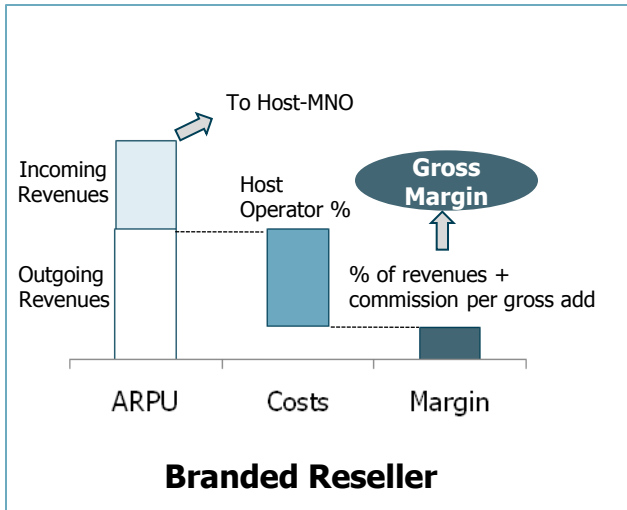 To Host-MNO
Incoming
Revenues
Gross
Margin
Host
Operator %
Outgoing
Revenues
% of revenues +
commission per gross add
ARPU
Costs
Margin
Branded Reseller